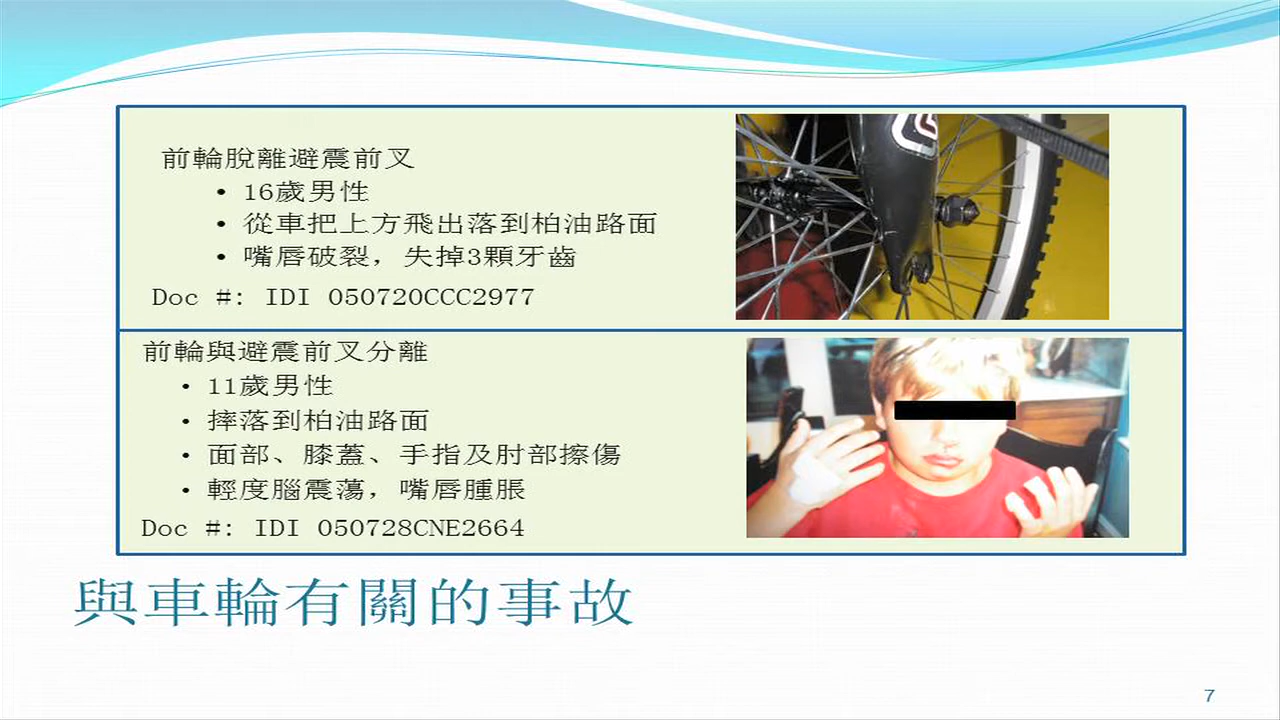 前輪脫離避震前叉
• 16歲男性
• 從車把上方飛出落到柏油路面
• 嘴唇破裂，失掉3顆牙齒
Doc #: IDI 050720CCC2977
前輪與避震前叉分離
• 11歲男性
• 摔落到柏油路面
• 面部、膝蓋、手指及肘部擦傷
• 輕度腦震蕩，嘴唇腫脹
Doc #: IDI 050728CNE2664
與車輪有關的事故
7